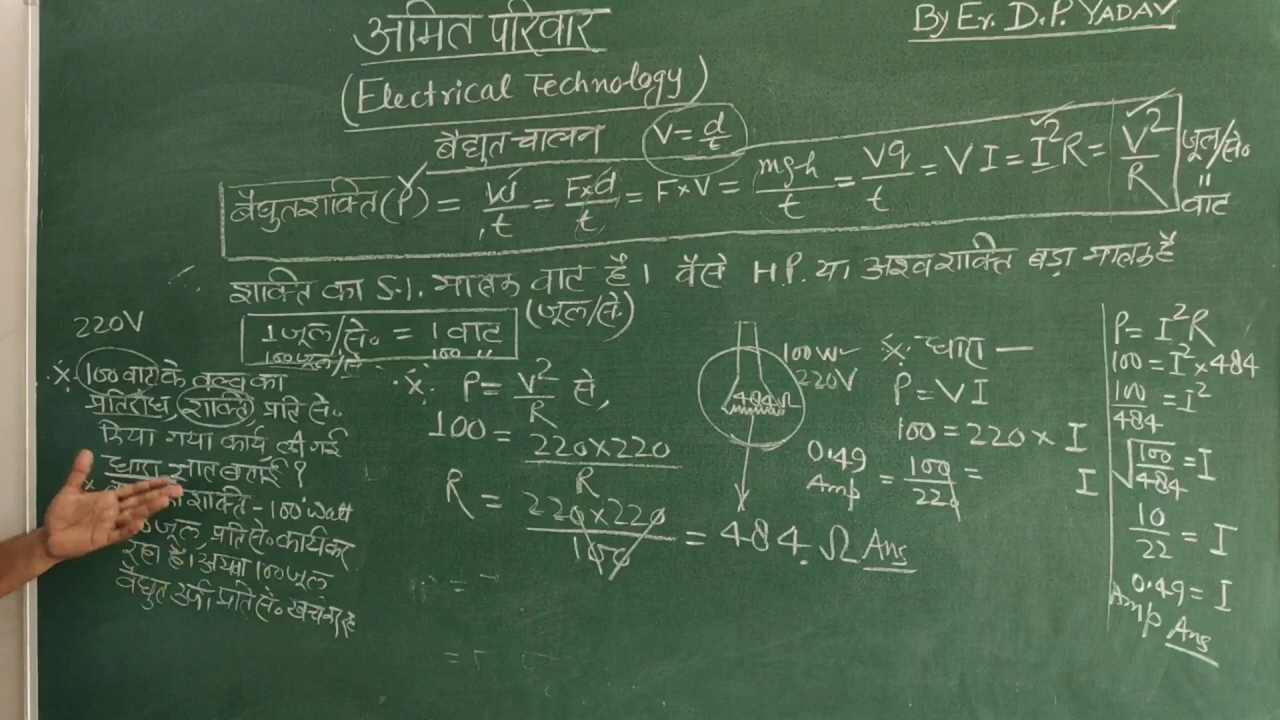 अमित परिवार
By Er. D.P. YADAV
(Electrical Technology)
वैद्युत चालन
V = d/t
वैद्युत शक्ति (P) = W/t = F×d/t = F×V = mgh/t = Vq/t = VI = I²R = V²/R
जूल/से०
"
वाट
शक्ति का S.I. मात्रक वाट है। वैसे H.P. या अश्वशक्ति बड़ा मात्रक है
(जूल/से.)
1 जूल/से० = 1 वाट
100 जूल/से = 100 "
220V
×. 100 वाट के बल्ब का
प्रतिरोध, शक्ति, प्रति से०
किया गया कार्य ली गई
धारा ज्ञात बताई?
शक्ति - 100 watt
जूल प्रति से० कार्य कर
रहा है। अथवा 100 जूल
वैद्युत ऊर्जा प्रति से० खर्च कर रहा है
×. P = V²/R से,
100 = 220×220/R
R = 220×220/100 = 484 Ω Ans
100W
220V
484Ω
×. धारा —
P = VI
100 = 220 × I
0.49 Amp = 100/220 = I
P = I²R
100 = I² × 484
100/484 = I²
√100/484 = I
10/22 = I
0.49 = I
Amp Ans